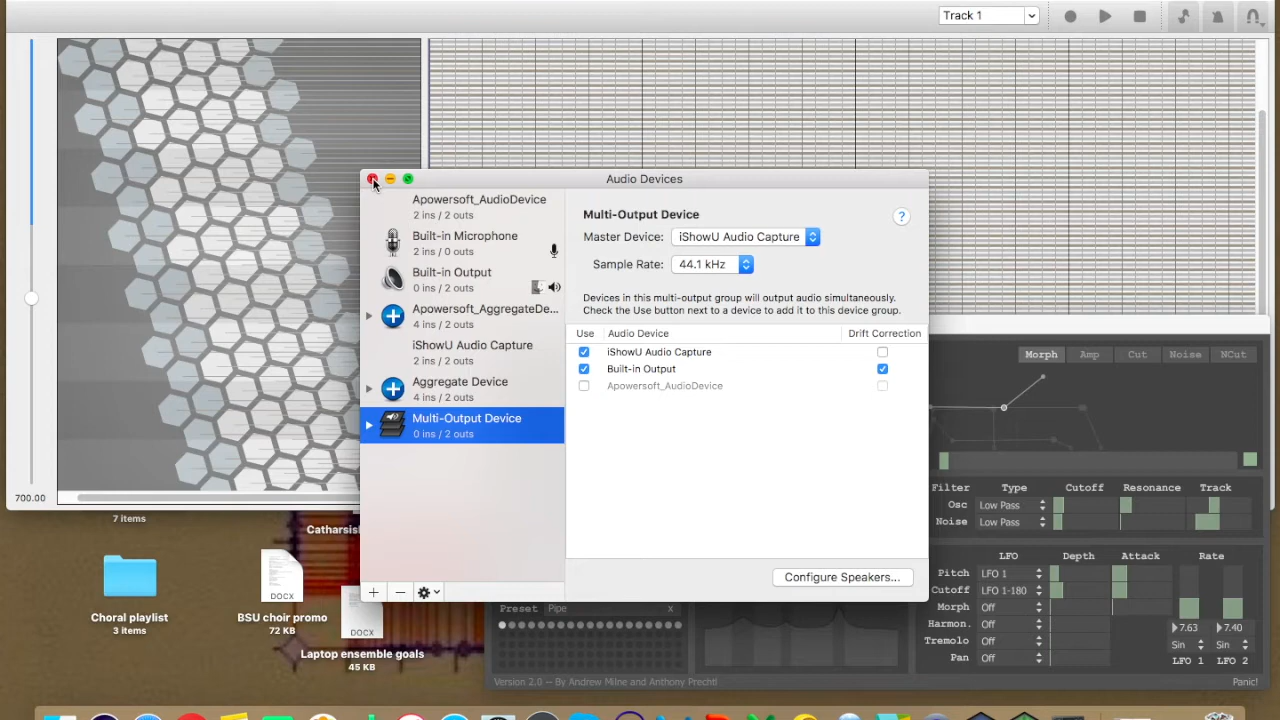 Track 1
Audio Devices
Apowersoft_AudioDevice
2 ins / 2 outs
Built-in Microphone
2 ins / 0 outs
Built-in Output
0 ins / 2 outs
Apowersoft_AggregateDe...
4 ins / 2 outs
iShowU Audio Capture
2 ins / 2 outs
Aggregate Device
4 ins / 2 outs
Multi-Output Device
0 ins / 2 outs
Multi-Output Device
?
Master Device: iShowU Audio Capture
Sample Rate: 44.1 kHz
Devices in this multi-output group will output audio simultaneously.
Check the Use button next to a device to add it to this device group.
Use Audio Device Drift Correction
iShowU Audio Capture
Built-in Output
Apowersoft_AudioDevice
Configure Speakers...
700.00
7 items
Catharsis
Choral playlist
3 items
DOCX
BSU choir promo
72 KB
DOCX
Laptop ensemble goals
45 KB
Morph Amp Cut Noise NCut
Filter Type Cutoff Resonance Track
Osc Low Pass
Noise Low Pass
LFO Depth Attack Rate
Pitch LFO 1
Cutoff LFO 1-180
Morph Off
Harmon. Off
Tremolo Off
Pan Off
7.63 7.40
Sin Sin
LFO 1 LFO 2
Preset Pipe x
Version 2.0 -- By Andrew Milne and Anthony Prechtl
Panic!